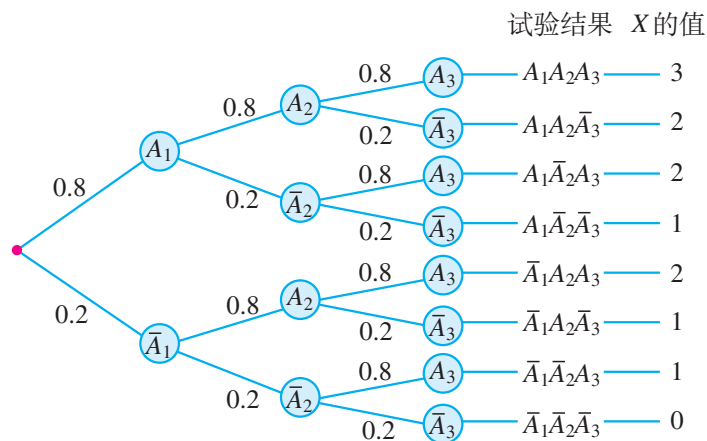 试验结果 X的值
0.8 A₃ A₁A₂A₃ 3
0.8 A₂
0.2 Ā₃ A₁A₂Ā₃ 2
0.8 A₁
0.8 A₃ A₁Ā₂A₃ 2
0.2 Ā₂
0.2 Ā₃ A₁Ā₂Ā₃ 1
0.8 A₃ Ā₁A₂A₃ 2
0.8 A₂
0.2 Ā₃ Ā₁A₂Ā₃ 1
0.2 Ā₁
0.8 A₃ Ā₁Ā₂A₃ 1
0.2 Ā₂
0.2 Ā₃ Ā₁Ā₂Ā₃ 0